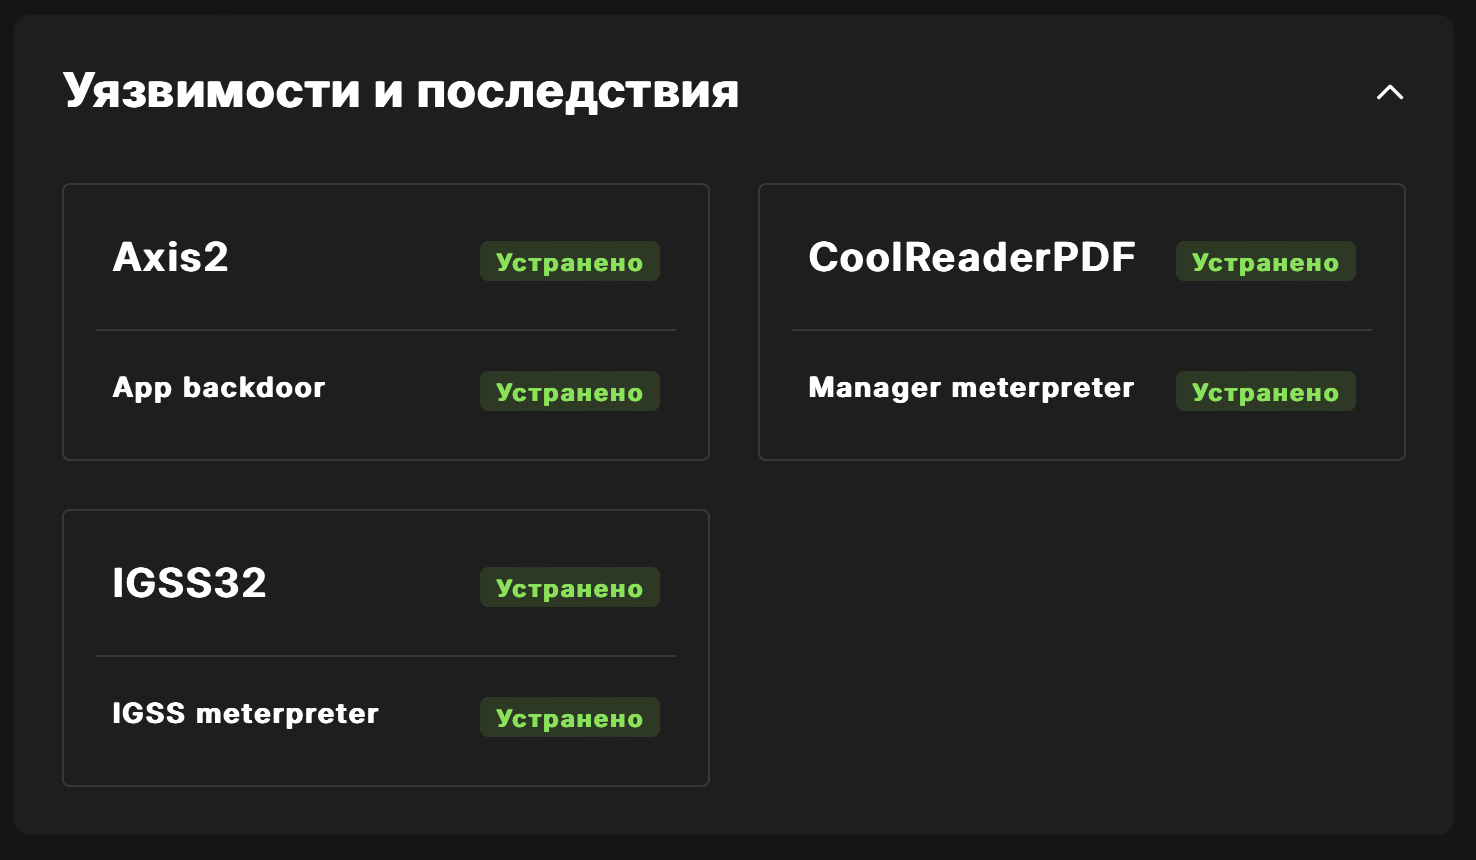 Уязвимости и последствия
Axis2 Устранено
App backdoor Устранено
CoolReaderPDF Устранено
Manager meterpreter Устранено
IGSS32 Устранено
IGSS meterpreter Устранено